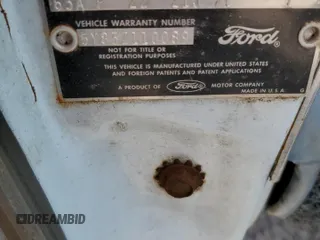 VEHICLE WARRANTY NUMBER
Ford
NOT FOR TITLE OR
REGISTRATION PURPOSES
THIS VEHICLE IS MANUFACTURED UNDER UNITED STATES
AND FOREIGN PATENTS AND PATENT APPLICATIONS
A PRODUCT OF Ford MOTOR COMPANY
MADE IN U.S.A. G
DREAMBID